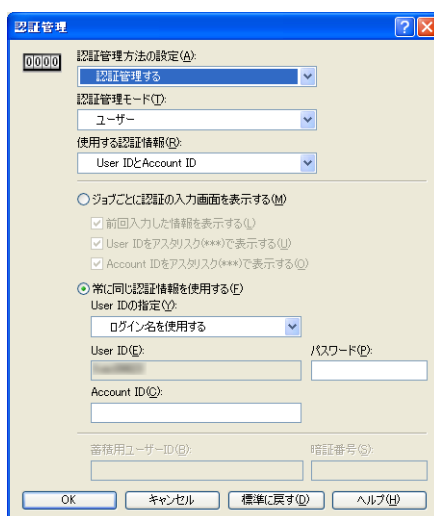 認証管理
0000
認証管理方法の設定(A):
認証管理する
認証管理モード(T):
ユーザー
使用する認証情報(R):
User IDとAccount ID
ジョブごとに認証の入力画面を表示する(M)
前回入力した情報を表示する(L)
User IDをアスタリスク(***)で表示する(U)
Account IDをアスタリスク(***)で表示する(O)
常に同じ認証情報を使用する(F)
User IDの指定(Y):
ログイン名を使用する
User ID(E):
パスワード(P):
Account ID(C):
蓄積用ユーザーID(B):
暗証番号(S):
OK
キャンセル
標準に戻す(D)
ヘルプ(H)